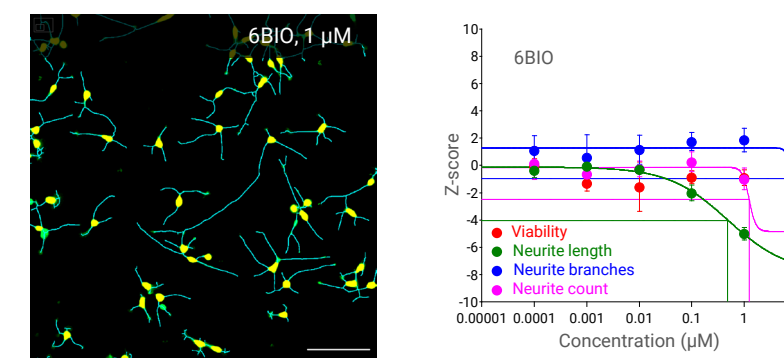 6BIO, 1 µM
10
8
6
4
2
0
-2
-4
-6
-8
-10
Z-score
6BIO
Viability
Neurite length
Neurite branches
Neurite count
0.00001 0.0001 0.001 0.01 0.1 1
Concentration (µM)